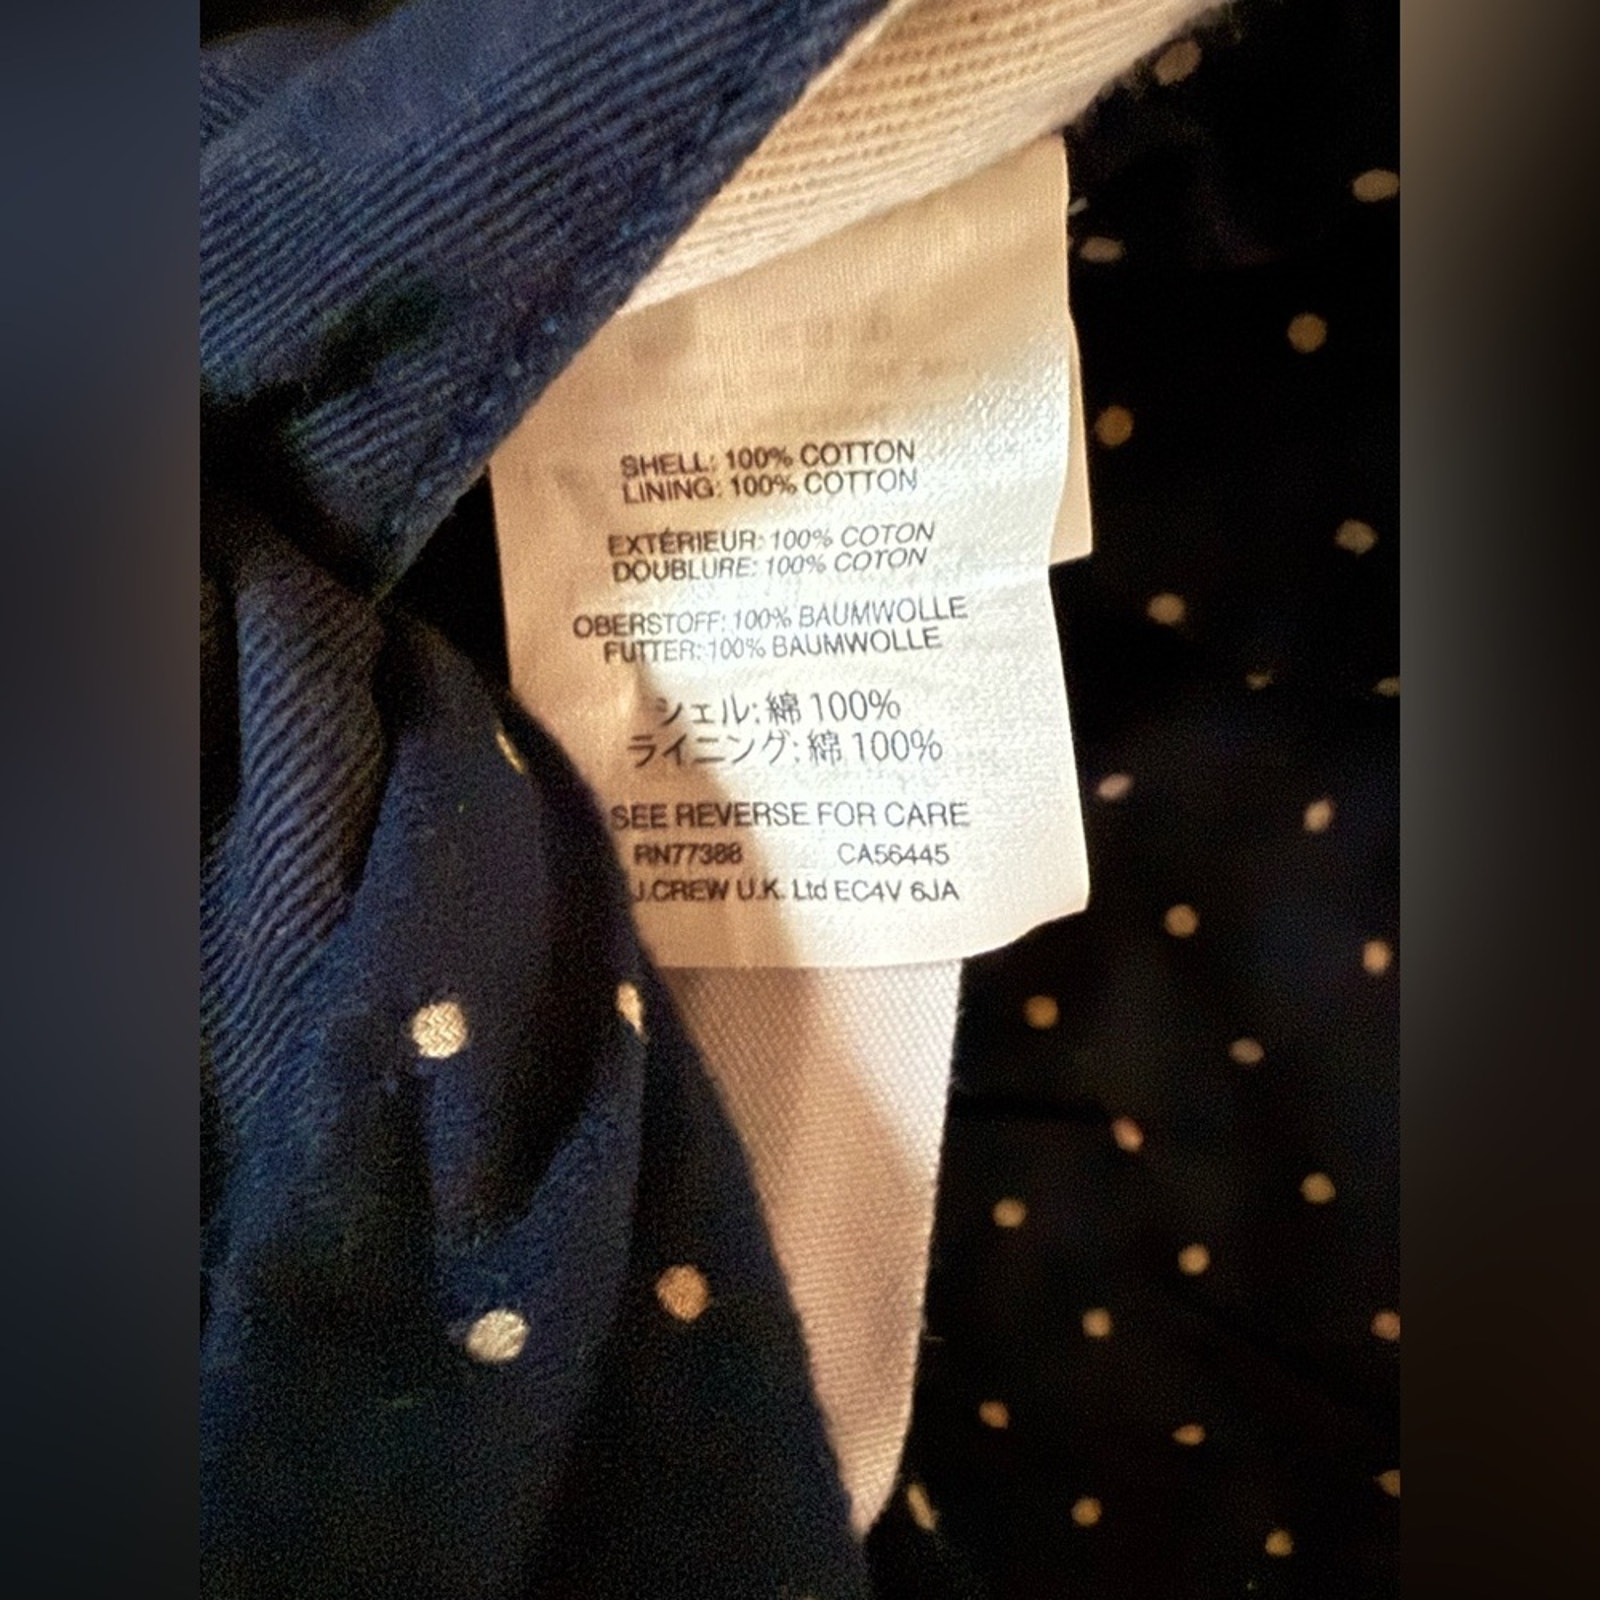 SHELL: 100% COTTON
LINING: 100% COTTON
EXTÉRIEUR: 100% COTON
DOUBLURE: 100% COTON
OBERSTOFF: 100% BAUMWOLLE
FUTTER: 100% BAUMWOLLE
シェル: 綿 100%
ライニング: 綿 100%
SEE REVERSE FOR CARE
RN77388 CA56445
J.CREW U.K. Ltd EC4V 6JA